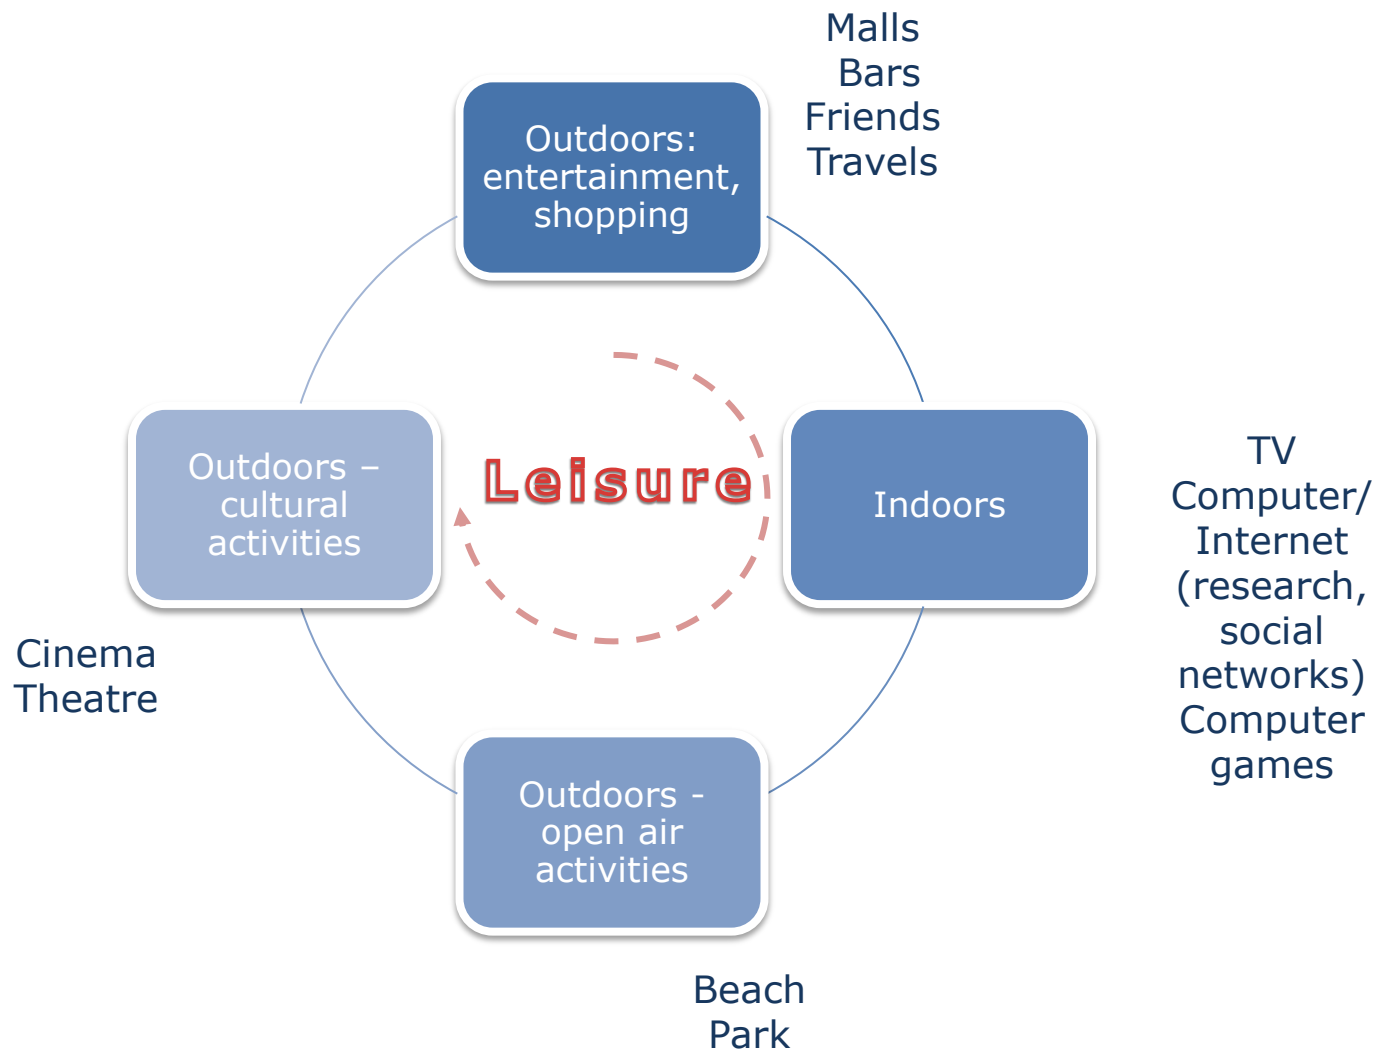 Malls
Bars
Friends
Travels
Outdoors:
entertainment,
shopping
Outdoors –
cultural
activities
Leisure
Indoors
TV
Computer/
Internet
(research,
social
networks)
Computer
games
Cinema
Theatre
Outdoors -
open air
activities
Beach
Park